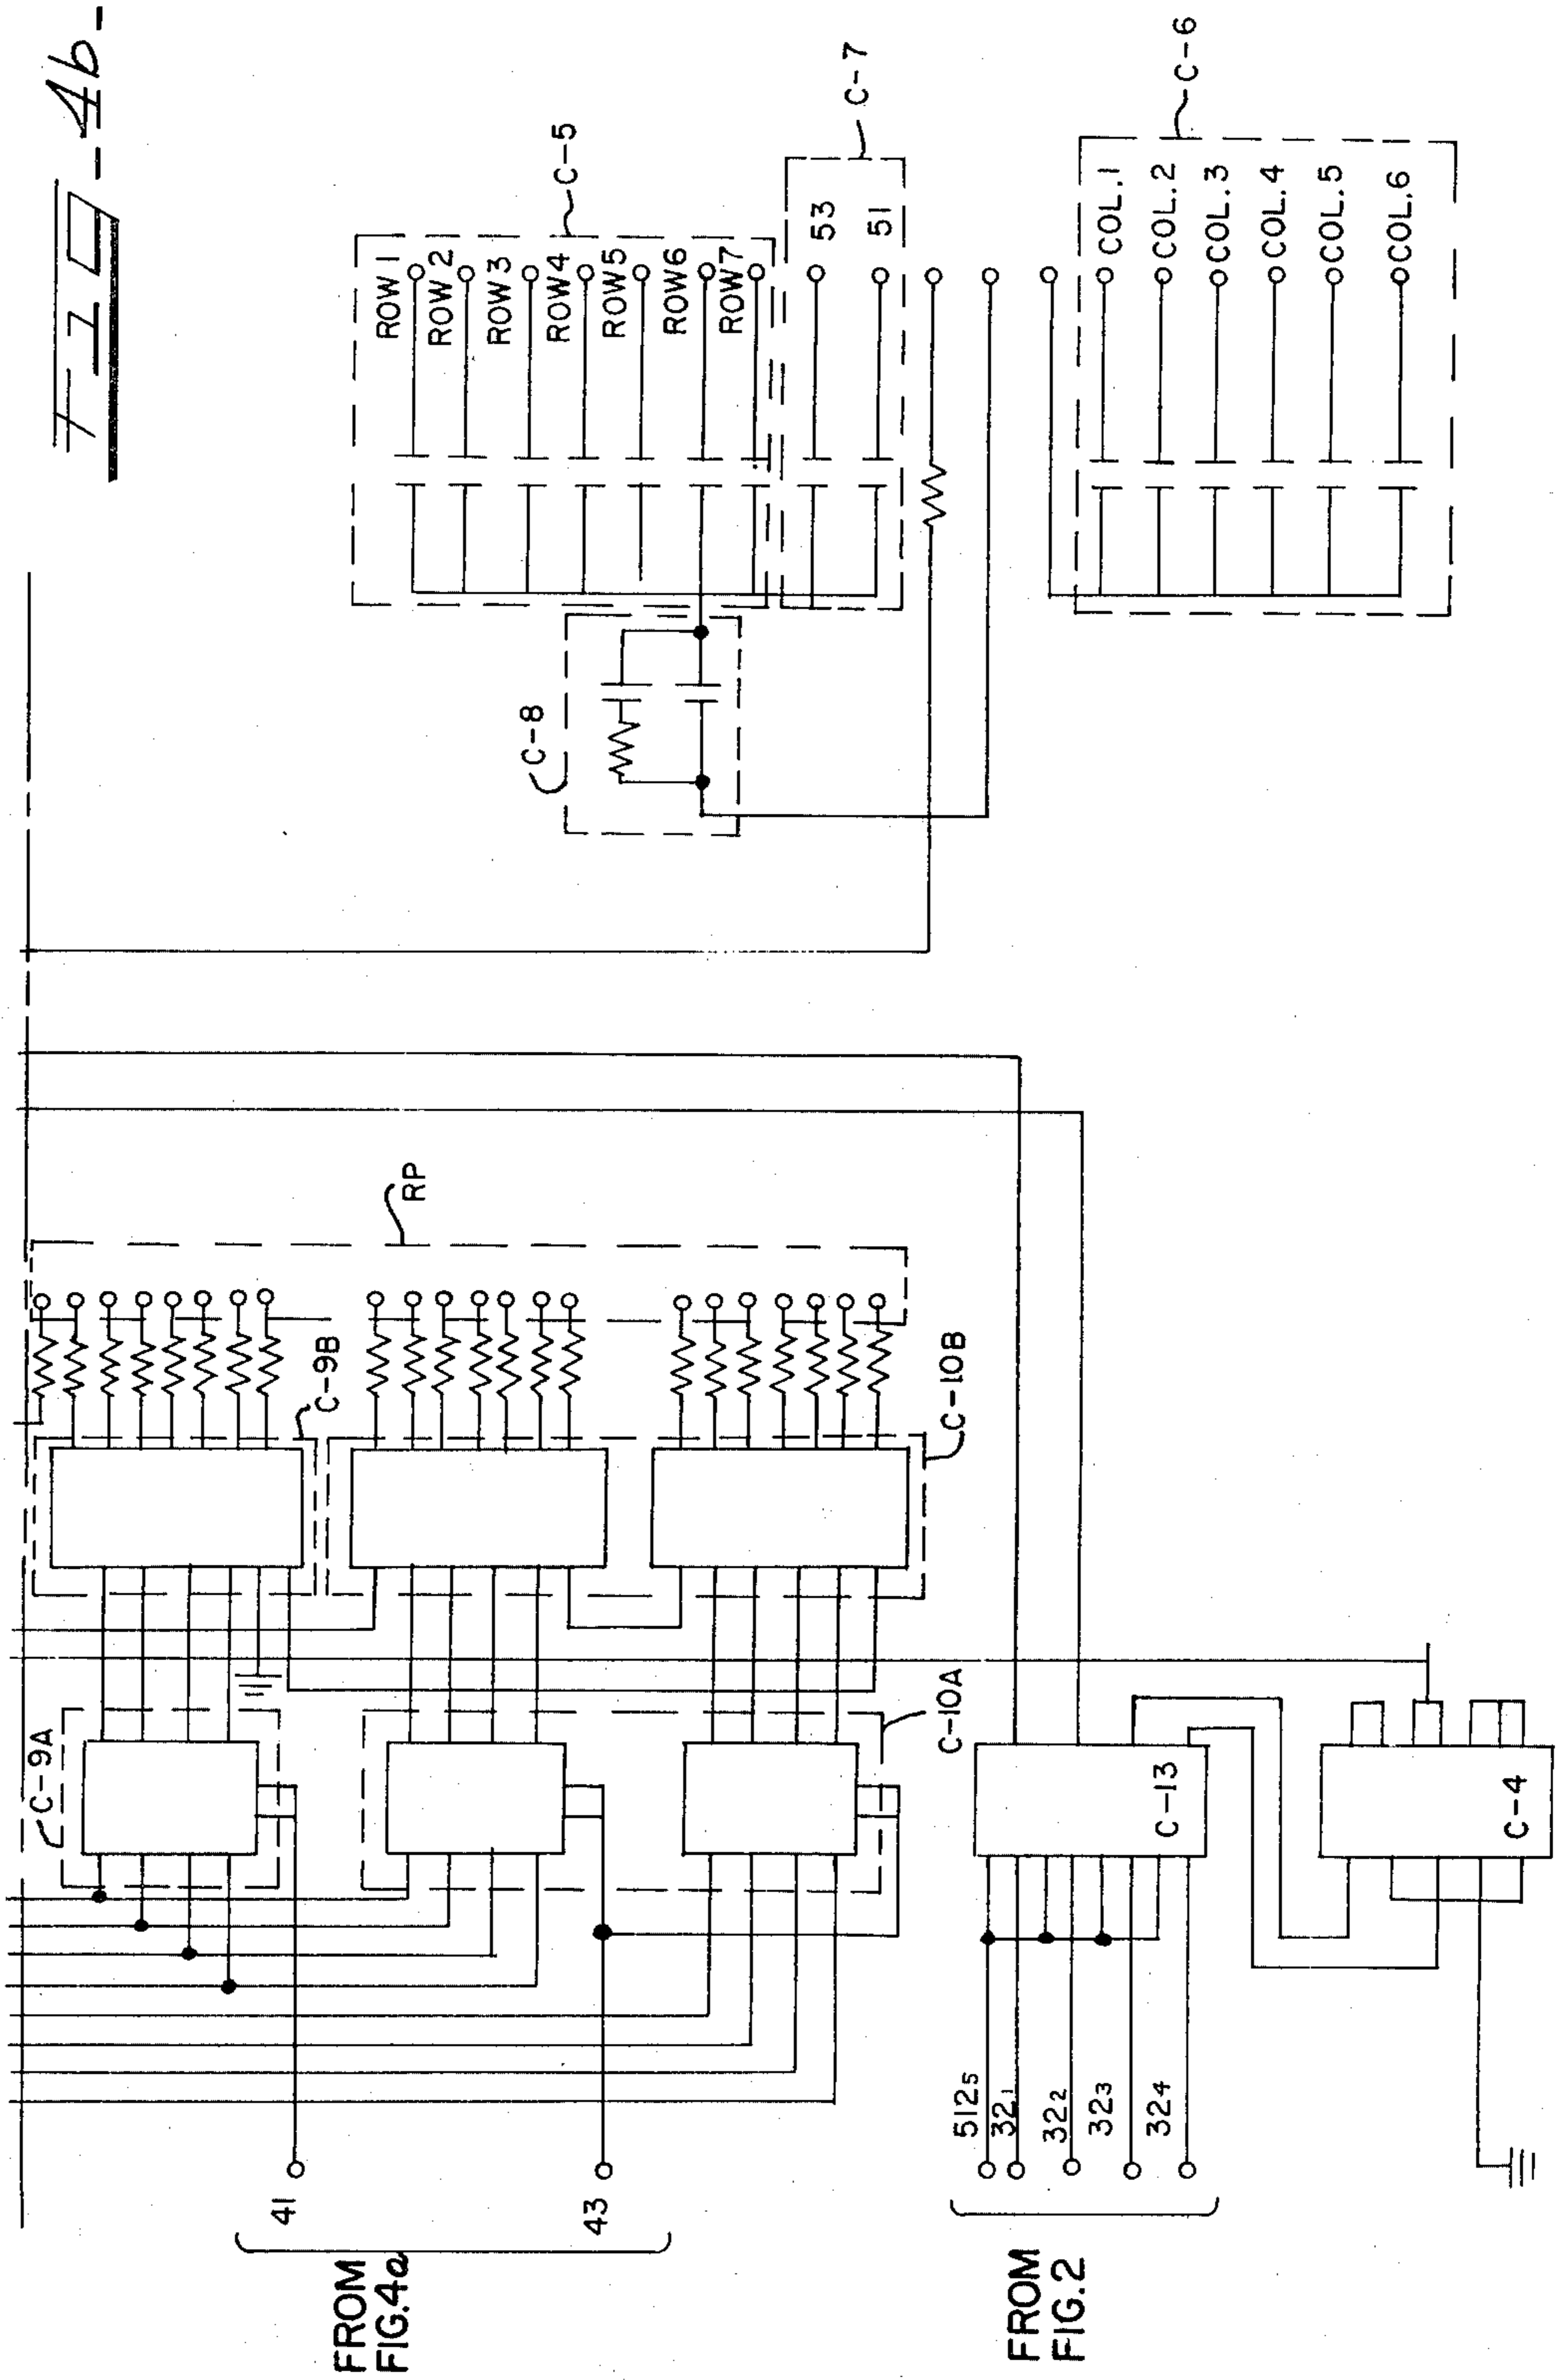 FIG-4b-
ROW 1
ROW 2
ROW 3
ROW 4
ROW 5
ROW 6
ROW 7
C-5
53
51
C-7
COL.1
COL.2
COL.3
COL.4
COL.5
COL.6
C-6
C-8
RP
C-9B
C-10B
C-9A
C-10A
C-13
C-4
41
43
FROM
FIG.4a
512s
321
322
323
324
FROM
FIG.2